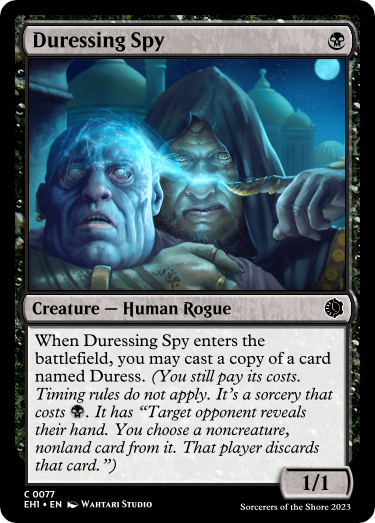 Duressing Spy
Creature — Human Rogue
When Duressing Spy enters the
battlefield, you may cast a copy of a card
named Duress. (You still pay its costs.
Timing rules do not apply. It's a sorcery that
costs . It has “Target opponent reveals
their hand. You choose a noncreature,
nonland card from it. That player discards
that card.”)
1/1
C 0077
EH1 • EN Wahtari Studio
Sorcerers of the Shore 2023